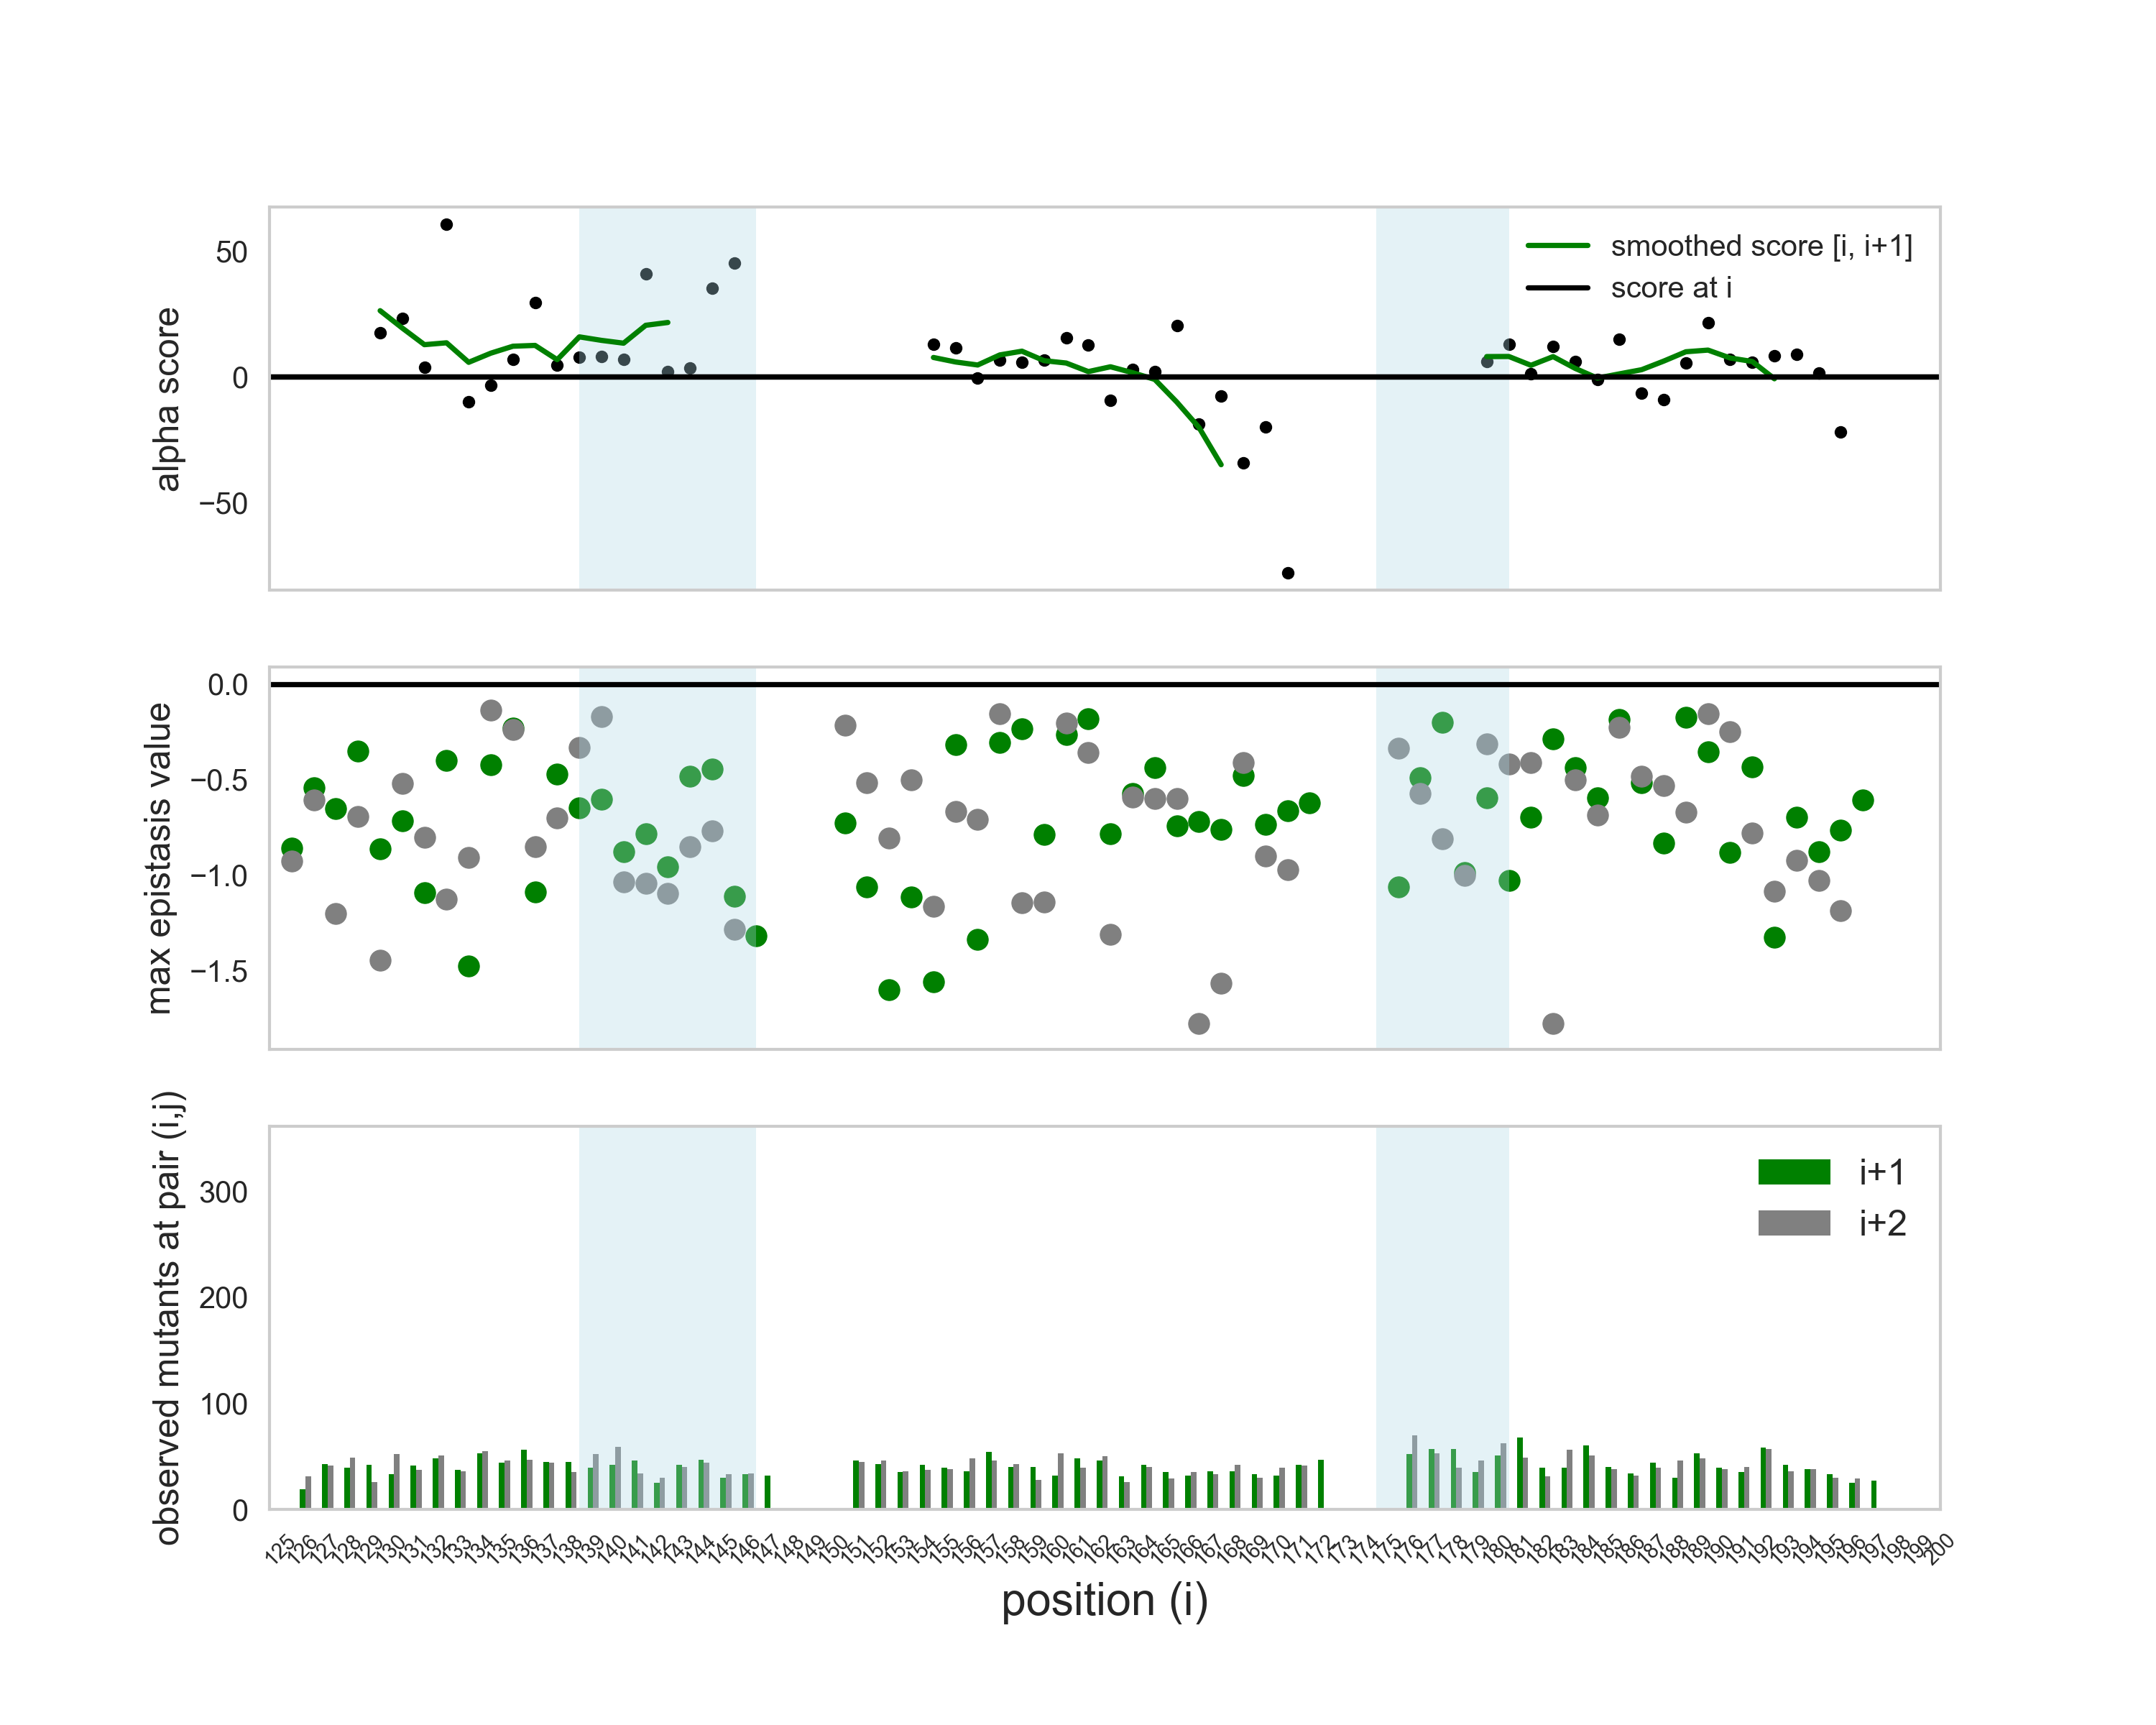 50
0
−50
alpha score
smoothed score [i, i+1]
score at i
0.0
−0.5
−1.0
−1.5
max epistasis value
300
200
100
0
observed mutants at pair (i,j)
i+1
i+2
125 126 127 128 129 130 131 132 133 134 135 136 137 138 139 140 141 142 143 144 145 146 147 148 149 150 151 152 153 154 155 156 157 158 159 160 161 162 163 164 165 166 167 168 169 170 171 172 173 174 175 176 177 178 179 180 181 182 183 184 185 186 187 188 189 190 191 192 193 194 195 196 197 198 199 200
position (i)